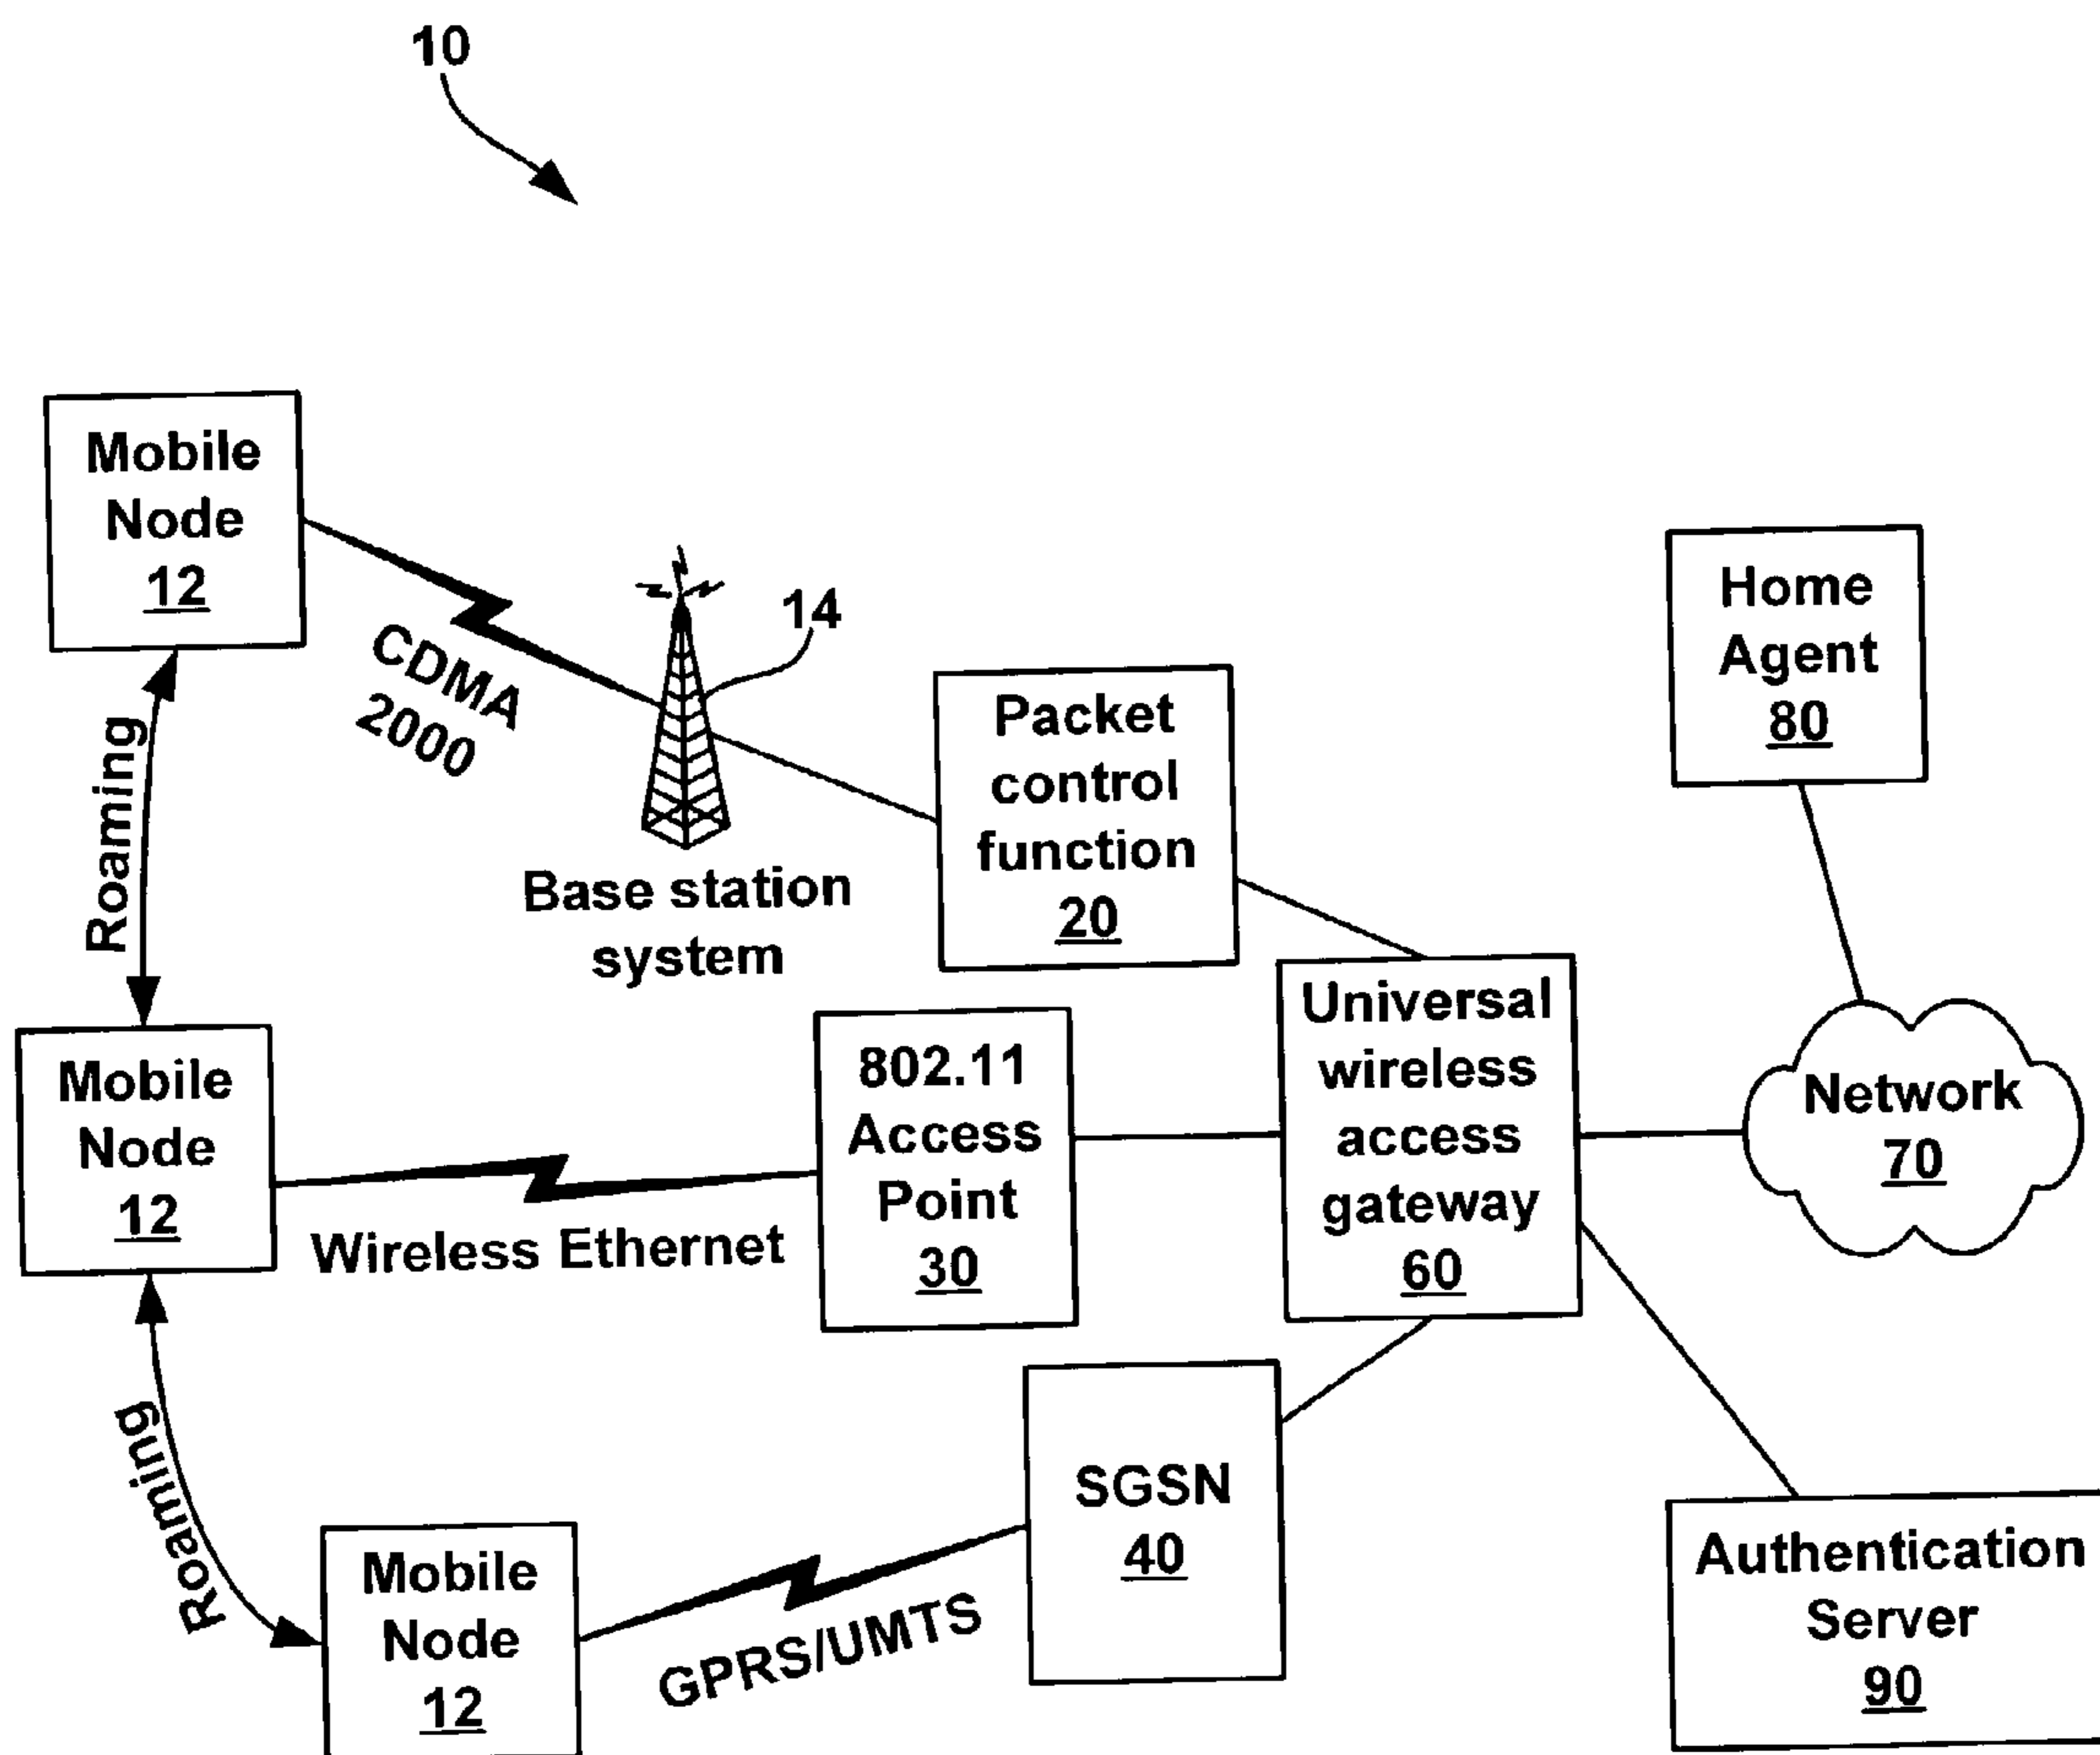 10
Mobile
Node
12
CDMA
2000
14
Base station
system
Packet
control
function
20
Home
Agent
80
Roaming
Mobile
Node
12
Wireless Ethernet
802.11
Access
Point
30
Universal
wireless
access
gateway
60
Network
70
Roaming
Mobile
Node
12
GPRS/UMTS
SGSN
40
Authentication
Server
90